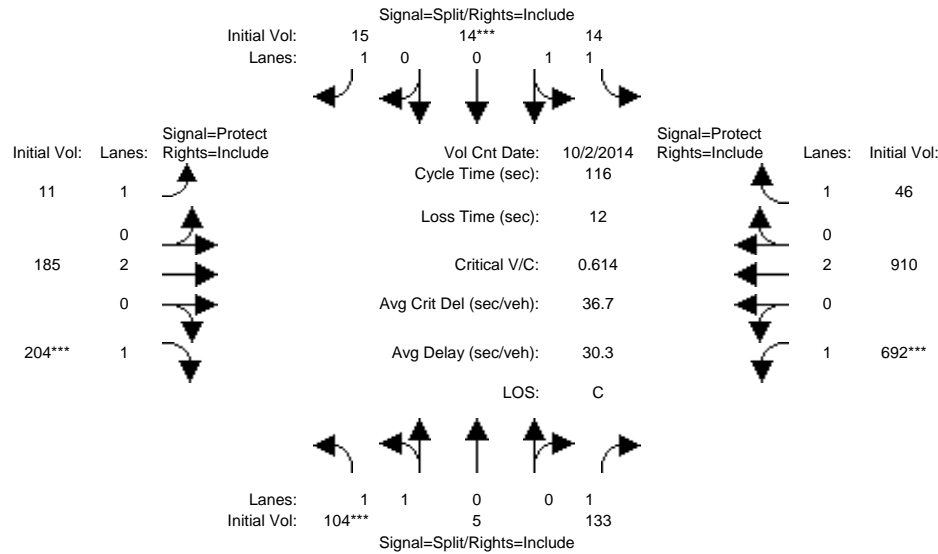 Signal=Split/Rights=Include
Initial Vol: 15 14*** 14
Lanes: 1 0 0 1 1
Signal=Protect Signal=Protect
Initial Vol: Lanes: Rights=Include Vol Cnt Date: 10/2/2014 Rights=Include Lanes: Initial Vol:
Cycle Time (sec): 116
11 1 1 46
Loss Time (sec): 12
0 0
185 2 Critical V/C: 0.614 2 910
0 Avg Crit Del (sec/veh): 36.7 0
204*** 1 Avg Delay (sec/veh): 30.3 1 692***
LOS: C
Lanes: 1 1 0 0 1
Initial Vol: 104*** 5 133
Signal=Split/Rights=Include